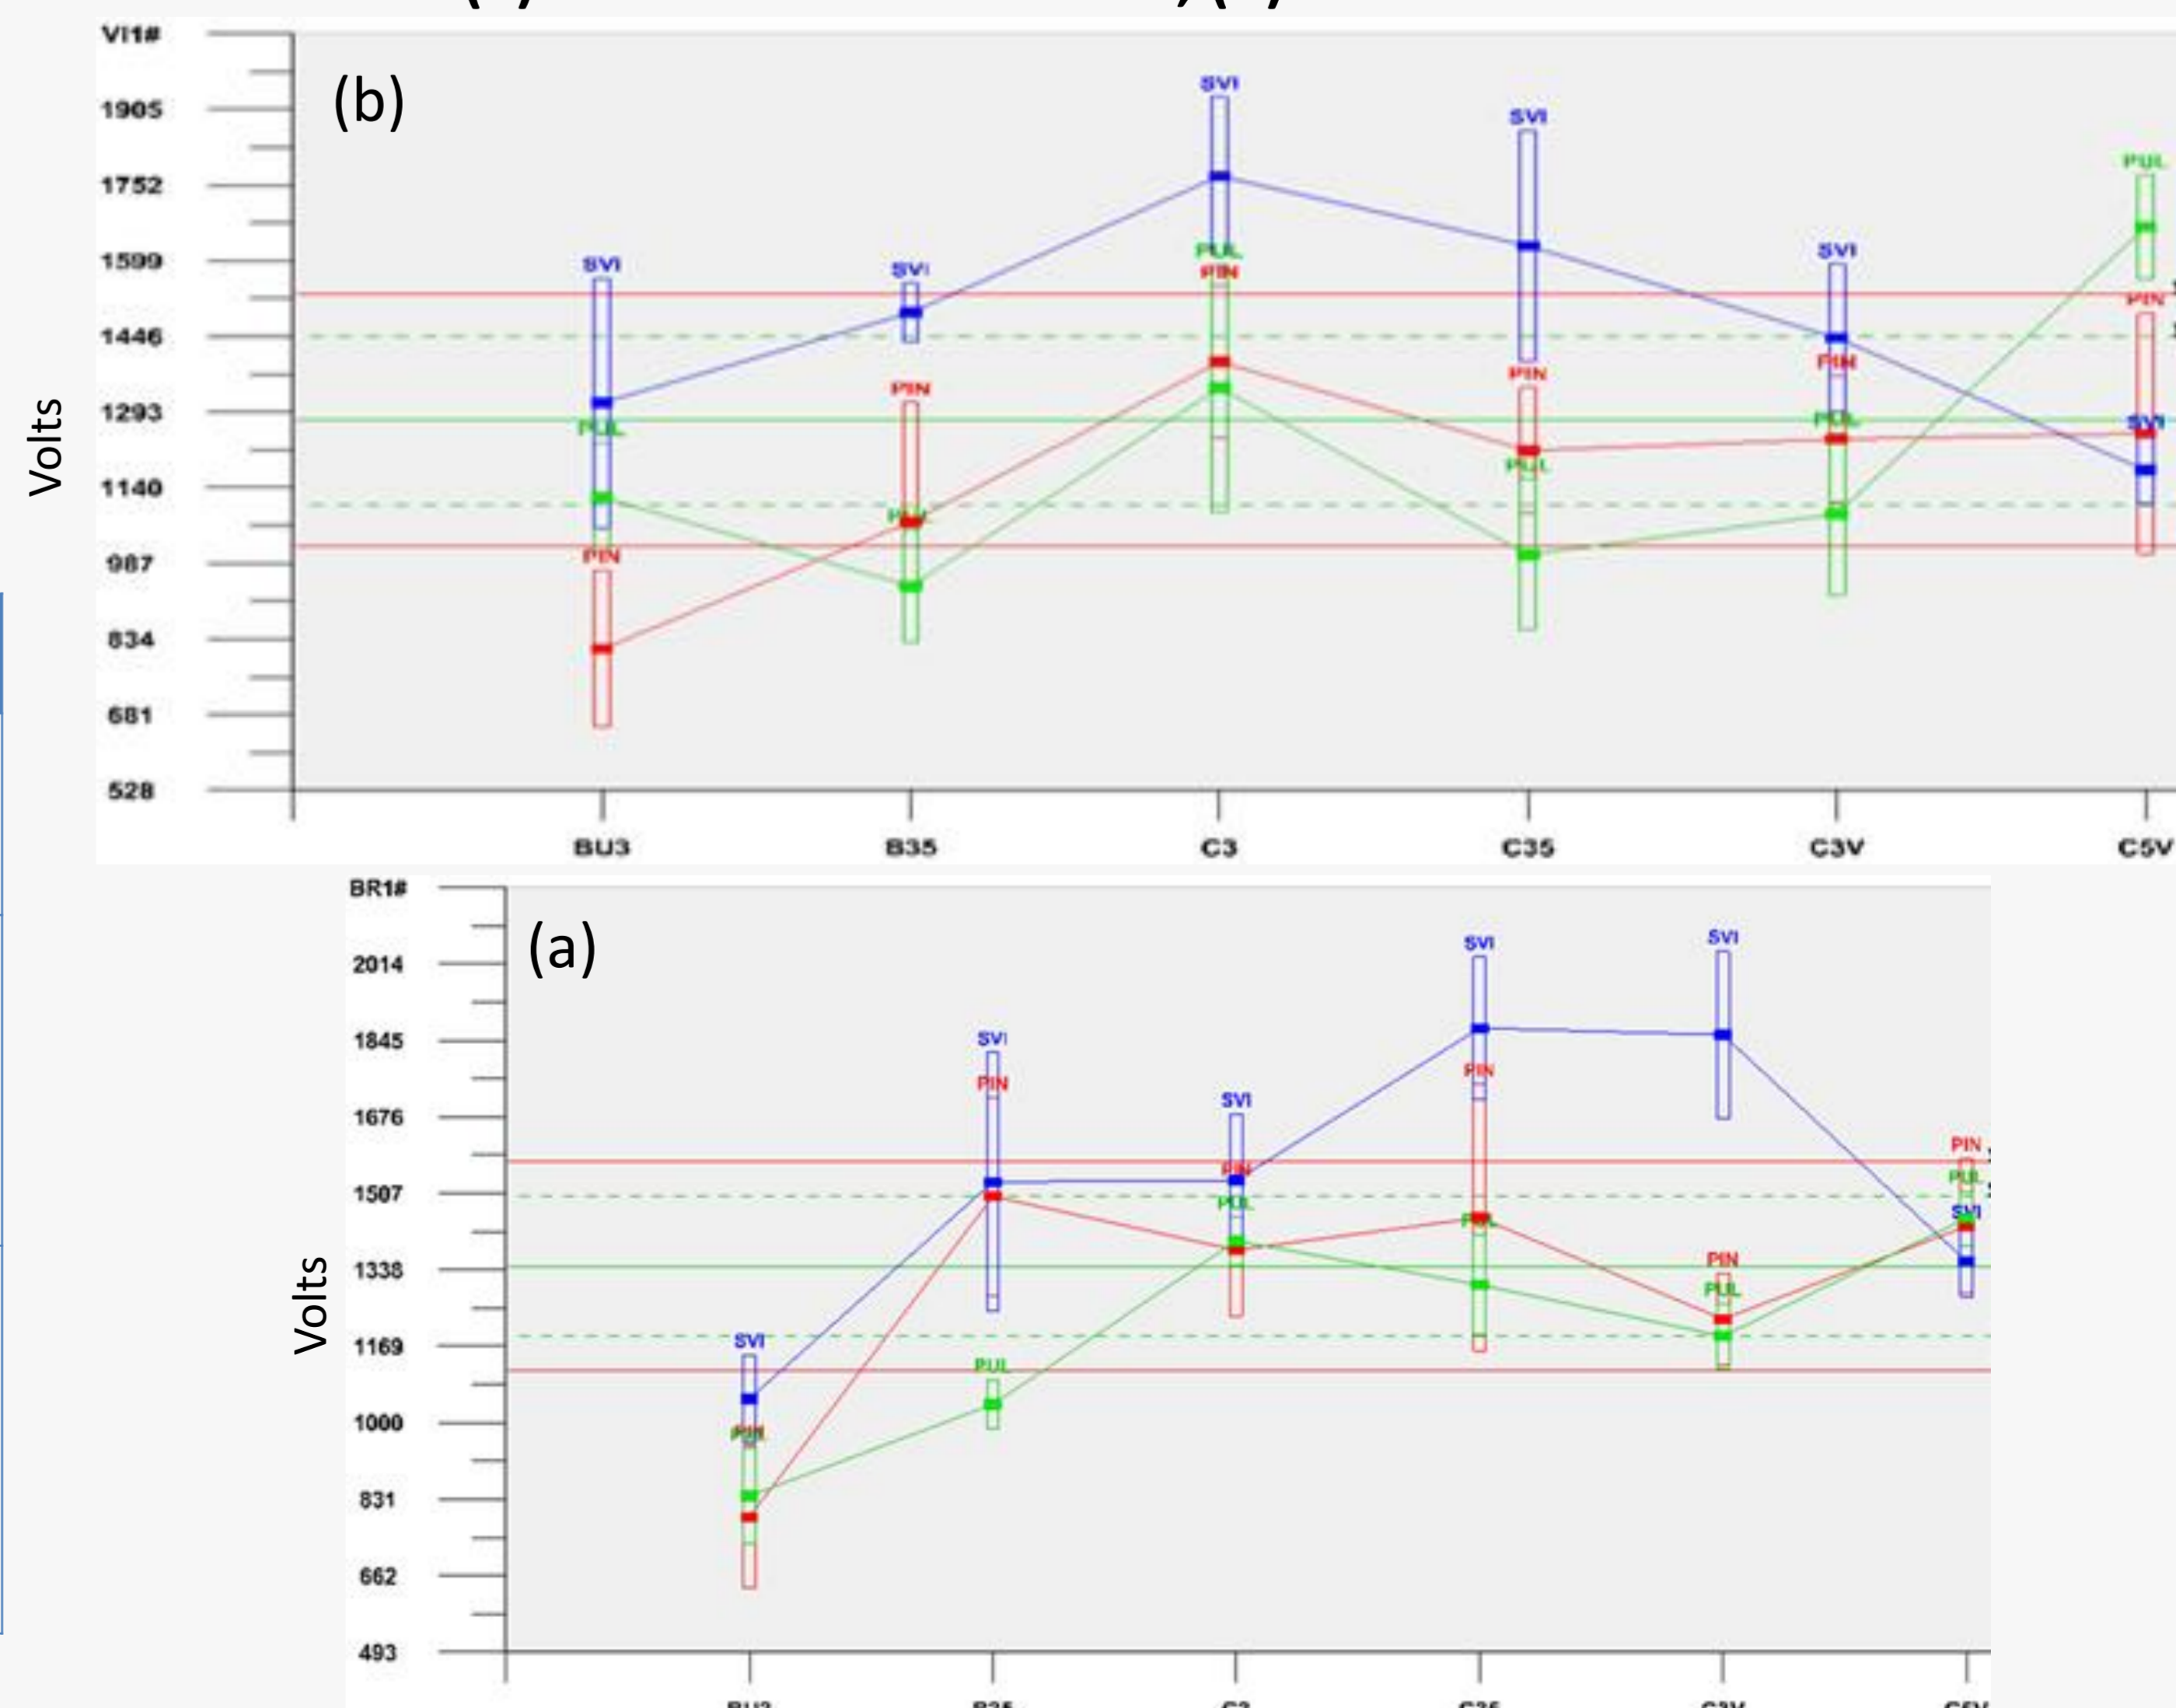 VI1#
(b)
1905
1752
1599
1446
1293
1140
987
834
681
528
Volts
SVI
PUL
PIN
SVI
PIN
PUL
SVI
PUL
PIN
SVI
PIN
PUL
SVI
PIN
PUL
PUL
PIN
SVI
BU3 B35 C3 C35 C3V C5V
BR1#
(a)
2014
1845
1676
1507
1338
1169
1000
831
662
493
Volts
SVI
PIN
SVI
PIN
PUL
SVI
PIN
PUL
SVI
PIN
PUL
SVI
PIN
PUL
PIN
PUL
SVI